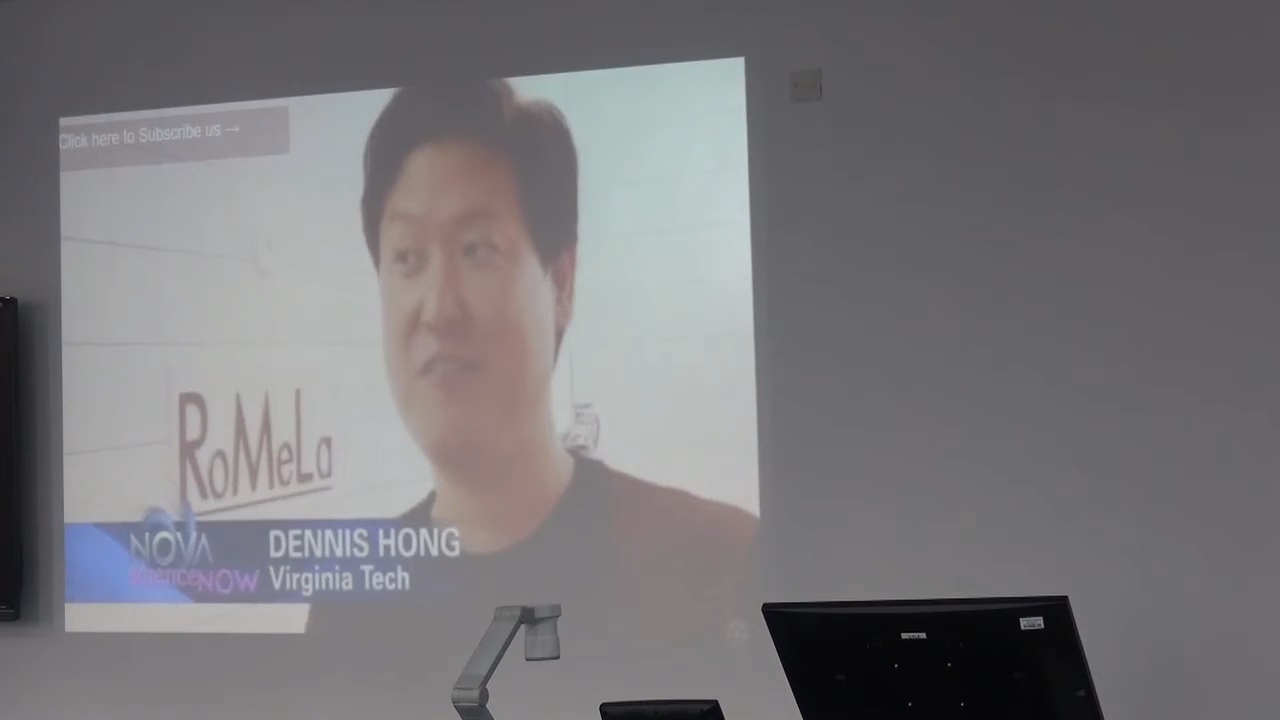 Click here to Subscribe us →
RoMeLa
NOVA
scienceNOW
DENNIS HONG
Virginia Tech